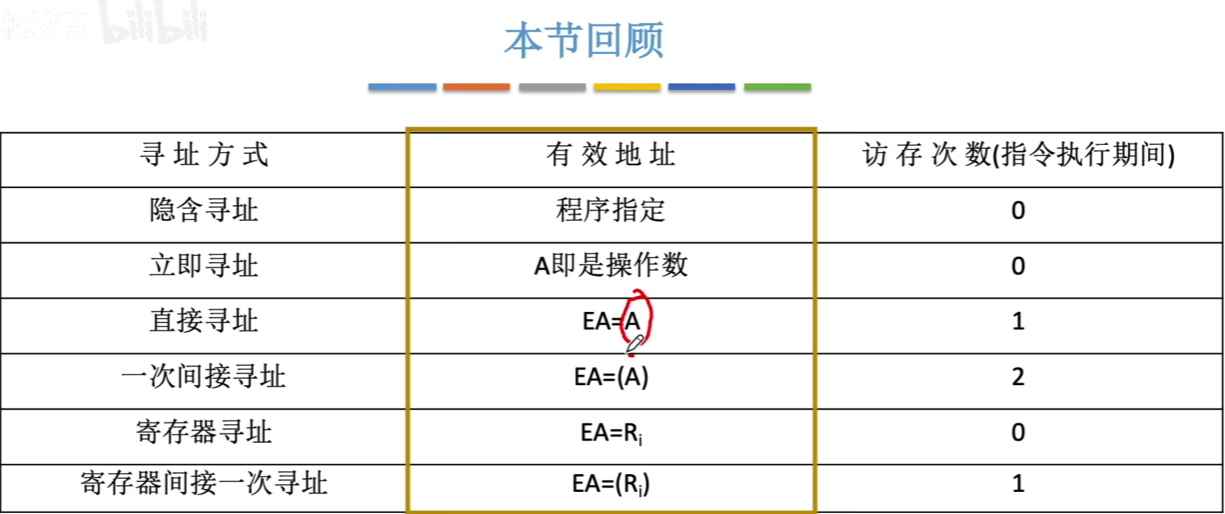 bilibili
本节回顾
寻址方式 有效地址 访存次数(指令执行期间)
隐含寻址 程序指定 0
立即寻址 A即是操作数 0
直接寻址 EA=A 1
一次间接寻址 EA=(A) 2
寄存器寻址 EA=Rᵢ 0
寄存器间接一次寻址 EA=(Rᵢ) 1